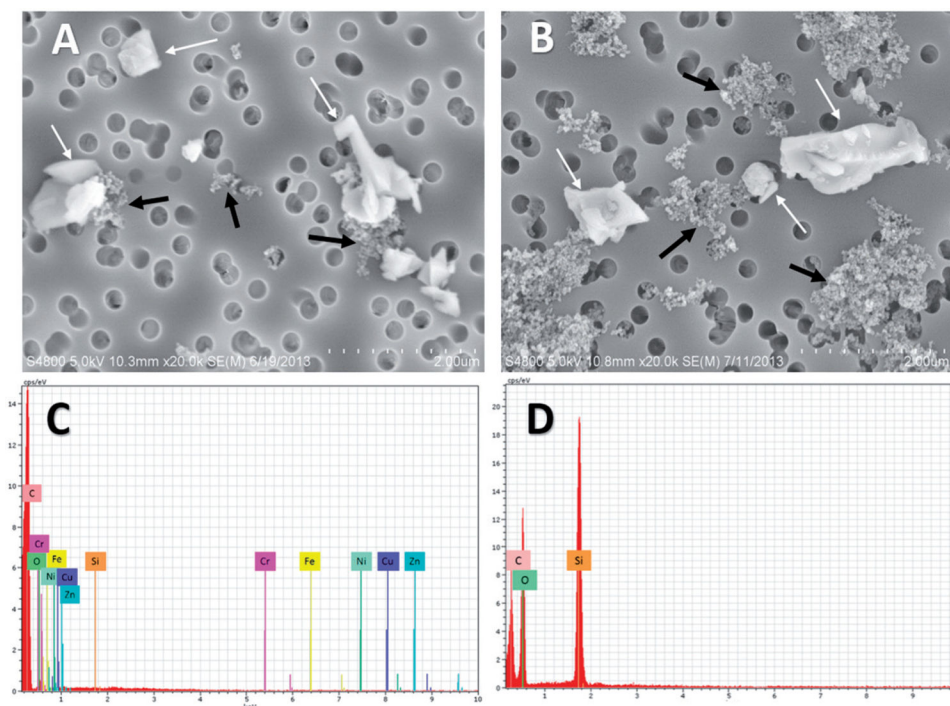 A
S4800 5.0kV 10.3mm x20.0k SE(M) 6/19/2013 2.00um
B
S4800 5.0kV 10.8mm x20.0k SE(M) 7/11/2013 2.00um
cps/eV
C
14
12
10
8
6
4
2
0
C
Cr
O
Fe
Ni
Cu
Zn
Si
Cr
Fe
Ni
Cu
Zn
1 2 3 4 5 6 7 8 9 10
cps/eV
D
20
18
16
14
12
10
8
6
4
2
0
C
O
Si
1 2 3 4 5 6 7 8 9